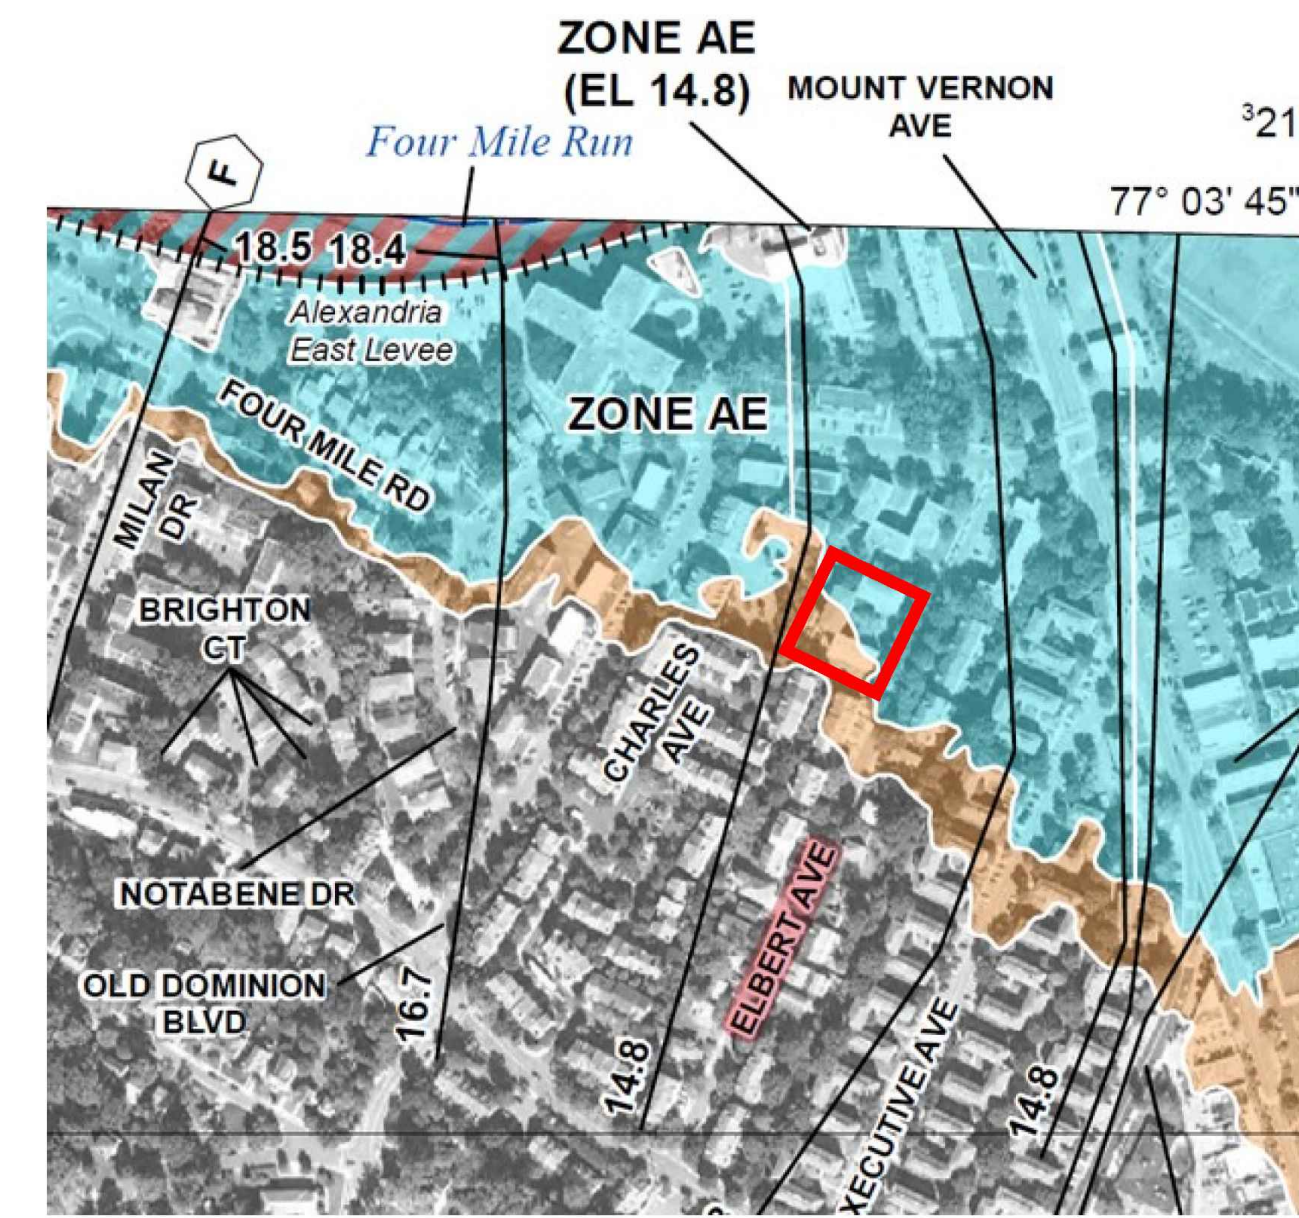 ZONE AE
(EL 14.8)
MOUNT VERNON
AVE
³21
Four Mile Run
F
77° 03' 45"
18.5 18.4
Alexandria
East Levee
ZONE AE
FOUR MILE RD
MILAN
DR
BRIGHTON
CT
CHARLES
AVE
NOTABENE DR
ELBERT AVE
OLD DOMINION
BLVD
16.7
14.8
14.8
XECUTIVE AVE